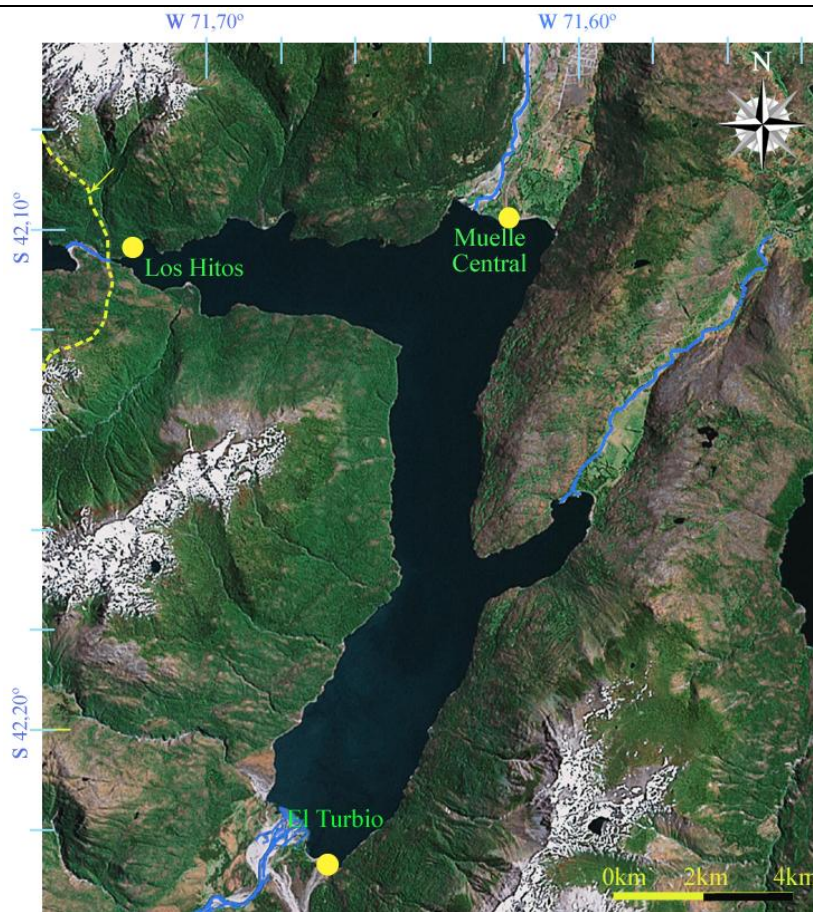 W 71,70º
W 71,60º
N
S 42,10º
Muelle
Central
Los Hitos
S 42,20º
El Turbio
0km
2km
4km